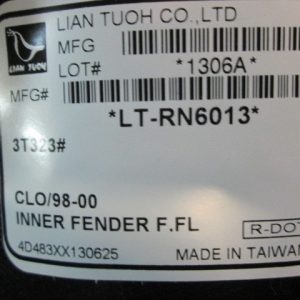 LIAN TUOH CO.,LTD
MFG
LIAN TUOH
LOT# *1306A*
MFG#
*LT-RN6013*
3T323#
CLO/98-00
INNER FENDER F.FL
R-DOT
4D483XX130625
MADE IN TAIWAN